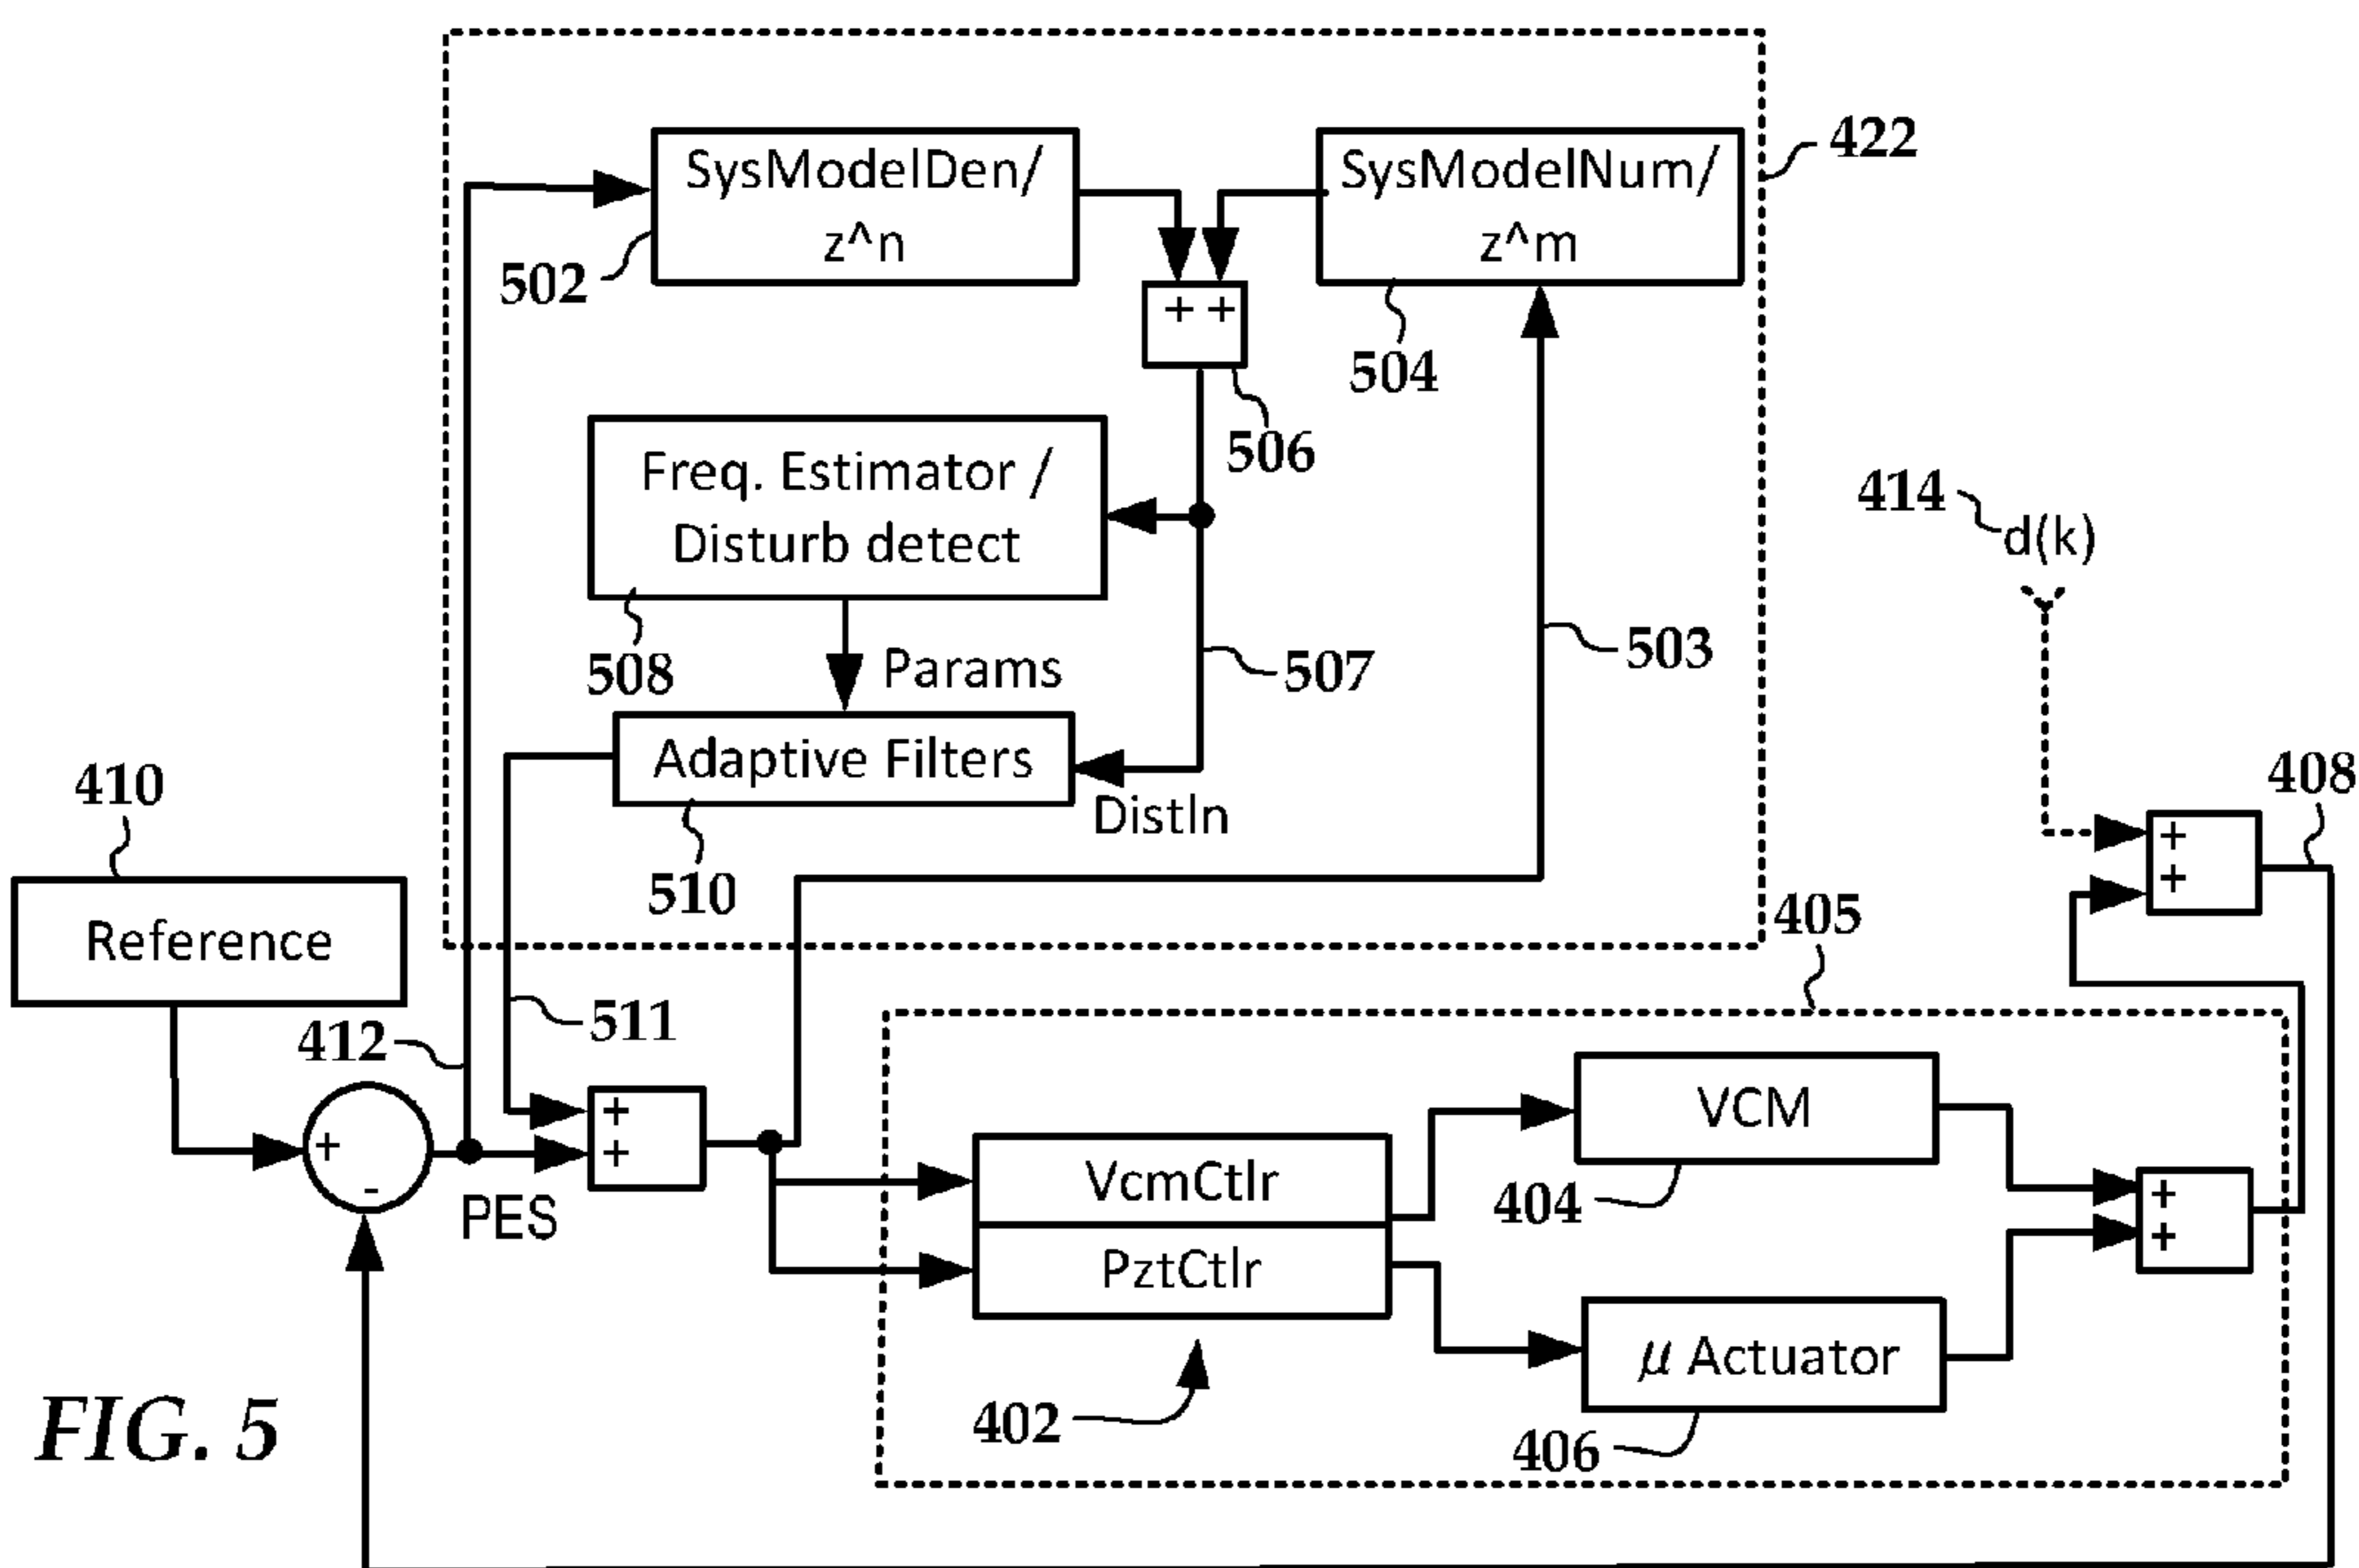 SysModelDen/
z^n
SysModelNum/
z^m
422
502
504
+ +
506
Freq. Estimator /
Disturb detect
508
Params
507
503
414
d(k)
Adaptive Filters
DistIn
510
410
Reference
408
+
+
405
511
412
+
-
PES
+
+
VcmCtlr
PztCtlr
402
VCM
404
μ Actuator
406
+
+
FIG. 5